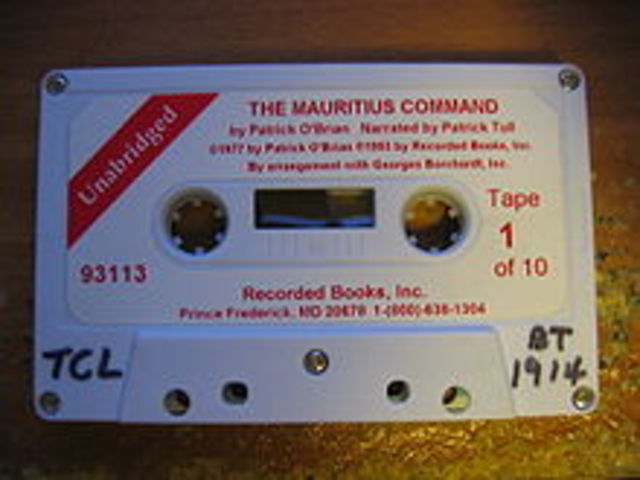 Unabridged
THE MAURITIUS COMMAND
by Patrick O'Brian Narrated by Patrick Tull
©1977 by Patrick O'Brian ℗1993 by Recorded Books, Inc.
By arrangement with Georges Borchardt, Inc.
Tape
1
of 10
93113
Recorded Books, Inc.
Prince Frederick, MD 20678 1-(800)-638-1304
TCL
BT
1914